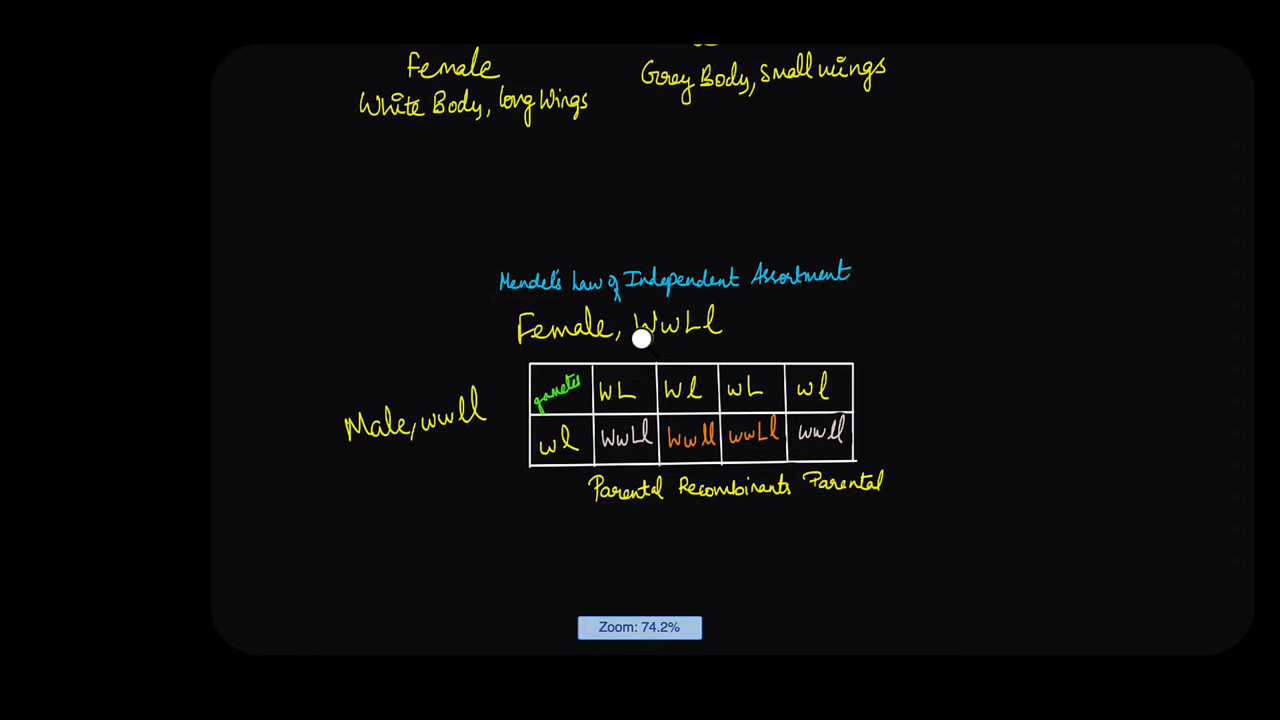 Female
White Body, Long Wings
Grey Body, Small wings
Mendel's Law of Independent Assortment
Female, WwLl
Male, wwll
gametes WL Wl wL wl
wl WwLl Wwll wwLl wwll
Parental Recombinants Parental
Zoom: 74.2%